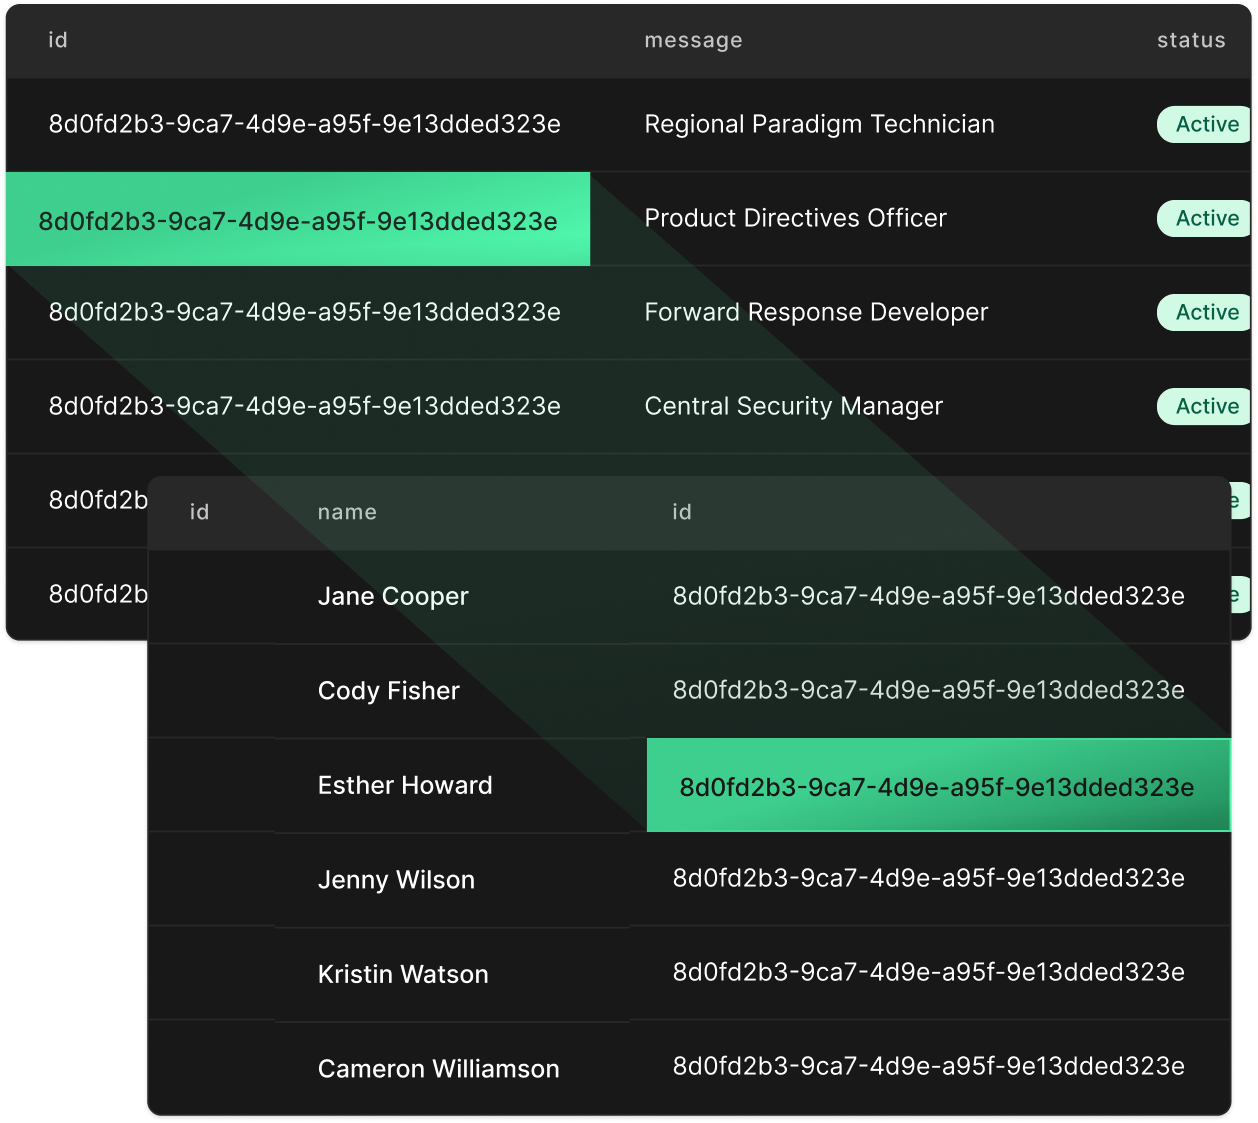 id message status
8d0fd2b3-9ca7-4d9e-a95f-9e13dded323e Regional Paradigm Technician Active
8d0fd2b3-9ca7-4d9e-a95f-9e13dded323e Product Directives Officer Active
8d0fd2b3-9ca7-4d9e-a95f-9e13dded323e Forward Response Developer Active
8d0fd2b3-9ca7-4d9e-a95f-9e13dded323e Central Security Manager Active
8d0fd2b e
8d0fd2b e
id name id
Jane Cooper 8d0fd2b3-9ca7-4d9e-a95f-9e13dded323e
Cody Fisher 8d0fd2b3-9ca7-4d9e-a95f-9e13dded323e
Esther Howard 8d0fd2b3-9ca7-4d9e-a95f-9e13dded323e
Jenny Wilson 8d0fd2b3-9ca7-4d9e-a95f-9e13dded323e
Kristin Watson 8d0fd2b3-9ca7-4d9e-a95f-9e13dded323e
Cameron Williamson 8d0fd2b3-9ca7-4d9e-a95f-9e13dded323e